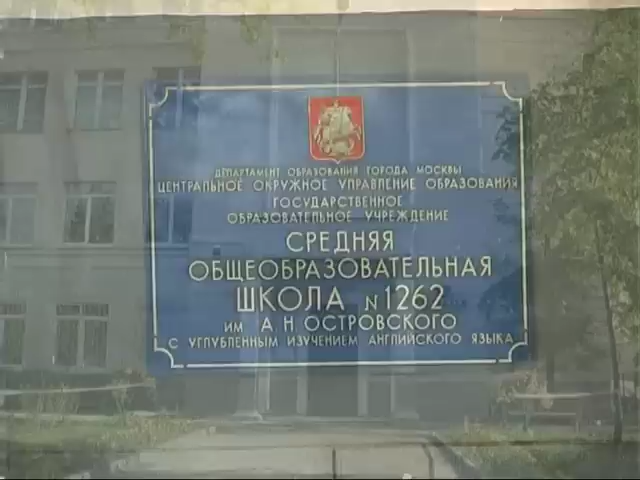 ДЕПАРТАМЕНТ ОБРАЗОВАНИЯ ГОРОДА МОСКВЫ
ЦЕНТРАЛЬНОЕ ОКРУЖНОЕ УПРАВЛЕНИЕ ОБРАЗОВАНИЯ
ГОСУДАРСТВЕННОЕ
ОБРАЗОВАТЕЛЬНОЕ УЧРЕЖДЕНИЕ
СРЕДНЯЯ
ОБЩЕОБРАЗОВАТЕЛЬНАЯ
ШКОЛА N1262
ИМ А.Н.ОСТРОВСКОГО
С УГЛУБЛЕННЫМ ИЗУЧЕНИЕМ АНГЛИЙСКОГО ЯЗЫКА